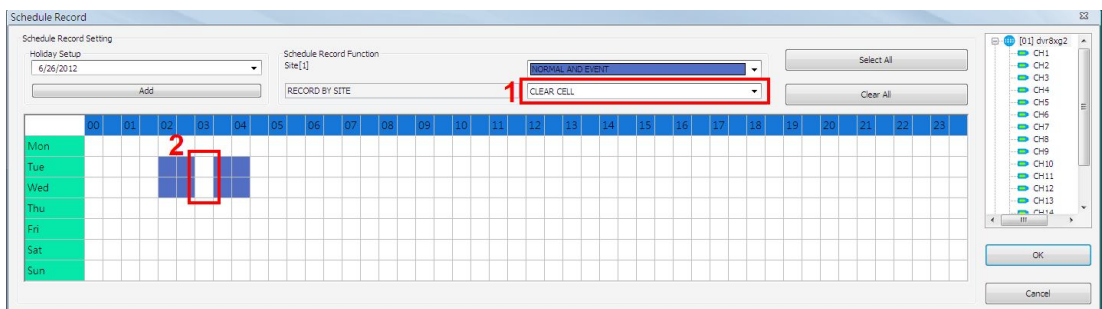 Schedule Record
Schedule Record Setting
Holiday Setup
6/26/2012
Add
Schedule Record Function
Site[1]
NORMAL AND EVENT
RECORD BY SITE
1
CLEAR CELL
Select All
Clear All
00 01 02 03 04 05 06 07 08 09 10 11 12 13 14 15 16 17 18 19 20 21 22 23
2
Mon
Tue
Wed
Thu
Fri
Sat
Sun
[01] dvr8xg2
CH1
CH2
CH3
CH4
CH5
CH6
CH7
CH8
CH9
CH10
CH11
CH12
CH13
CH14
OK
Cancel